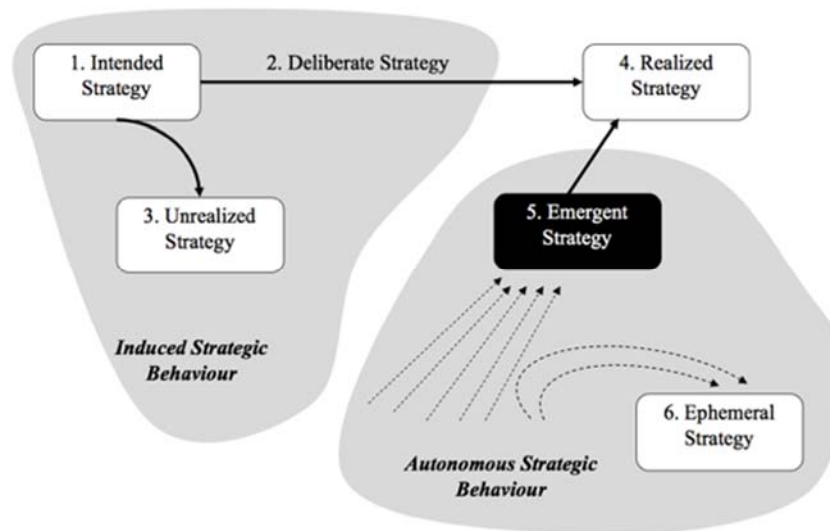 1. Intended
Strategy
2. Deliberate Strategy
4. Realized
Strategy
3. Unrealized
Strategy
5. Emergent
Strategy
Induced Strategic
Behaviour
6. Ephemeral
Strategy
Autonomous Strategic
Behaviour